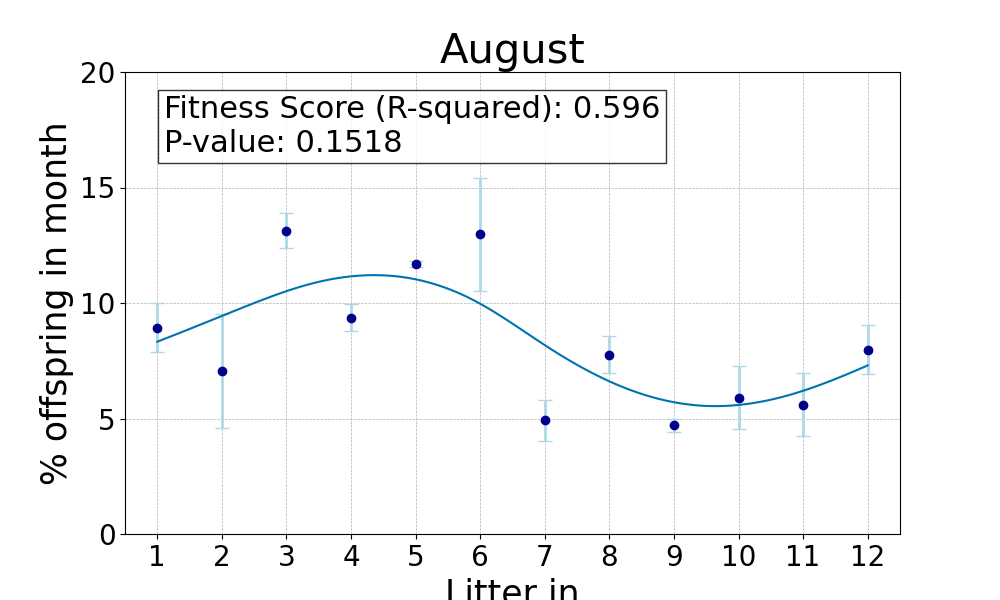 August
Fitness Score (R-squared): 0.596
P-value: 0.1518
% offspring in month
20
15
10
5
0
1 2 3 4 5 6 7 8 9 10 11 12
Litter in